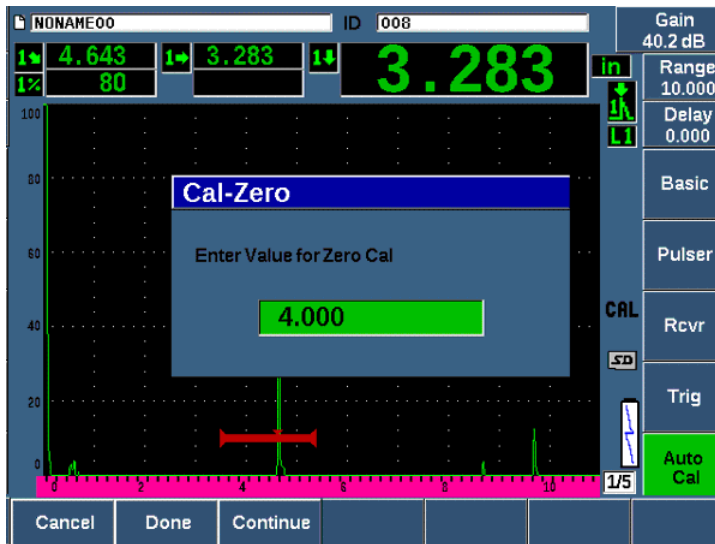 NONAME00 ID 008
Gain
40.2 dB
4.643 3.283 3.283 in
1% 80
Range
10.000
Delay
0.000
L1
100
80
60
40
20
0
Cal-Zero
Enter Value for Zero Cal
4.000
Basic
Pulser
CAL
Rcvr
SD
Trig
Auto
Cal
0 2 4 6 8 10
1/5
Cancel Done Continue